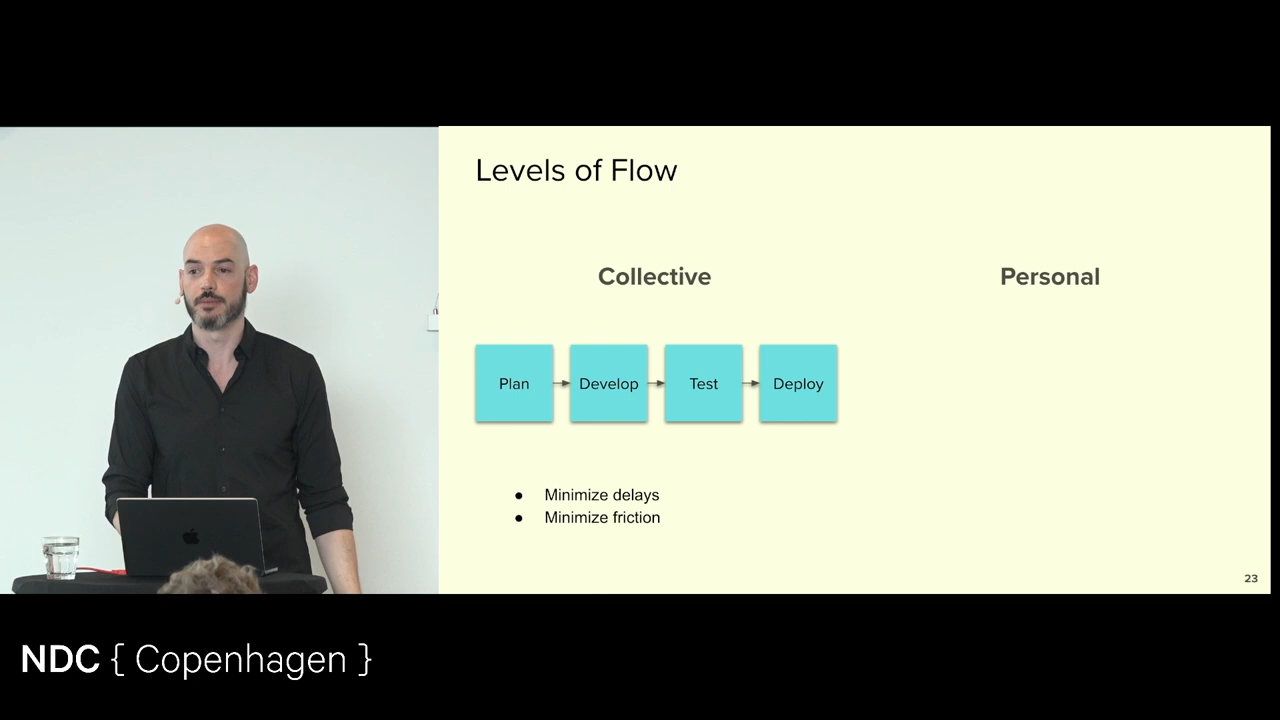 Levels of Flow
Collective
Personal
Plan
Develop
Test
Deploy
● Minimize delays
● Minimize friction
23
NDC { Copenhagen }